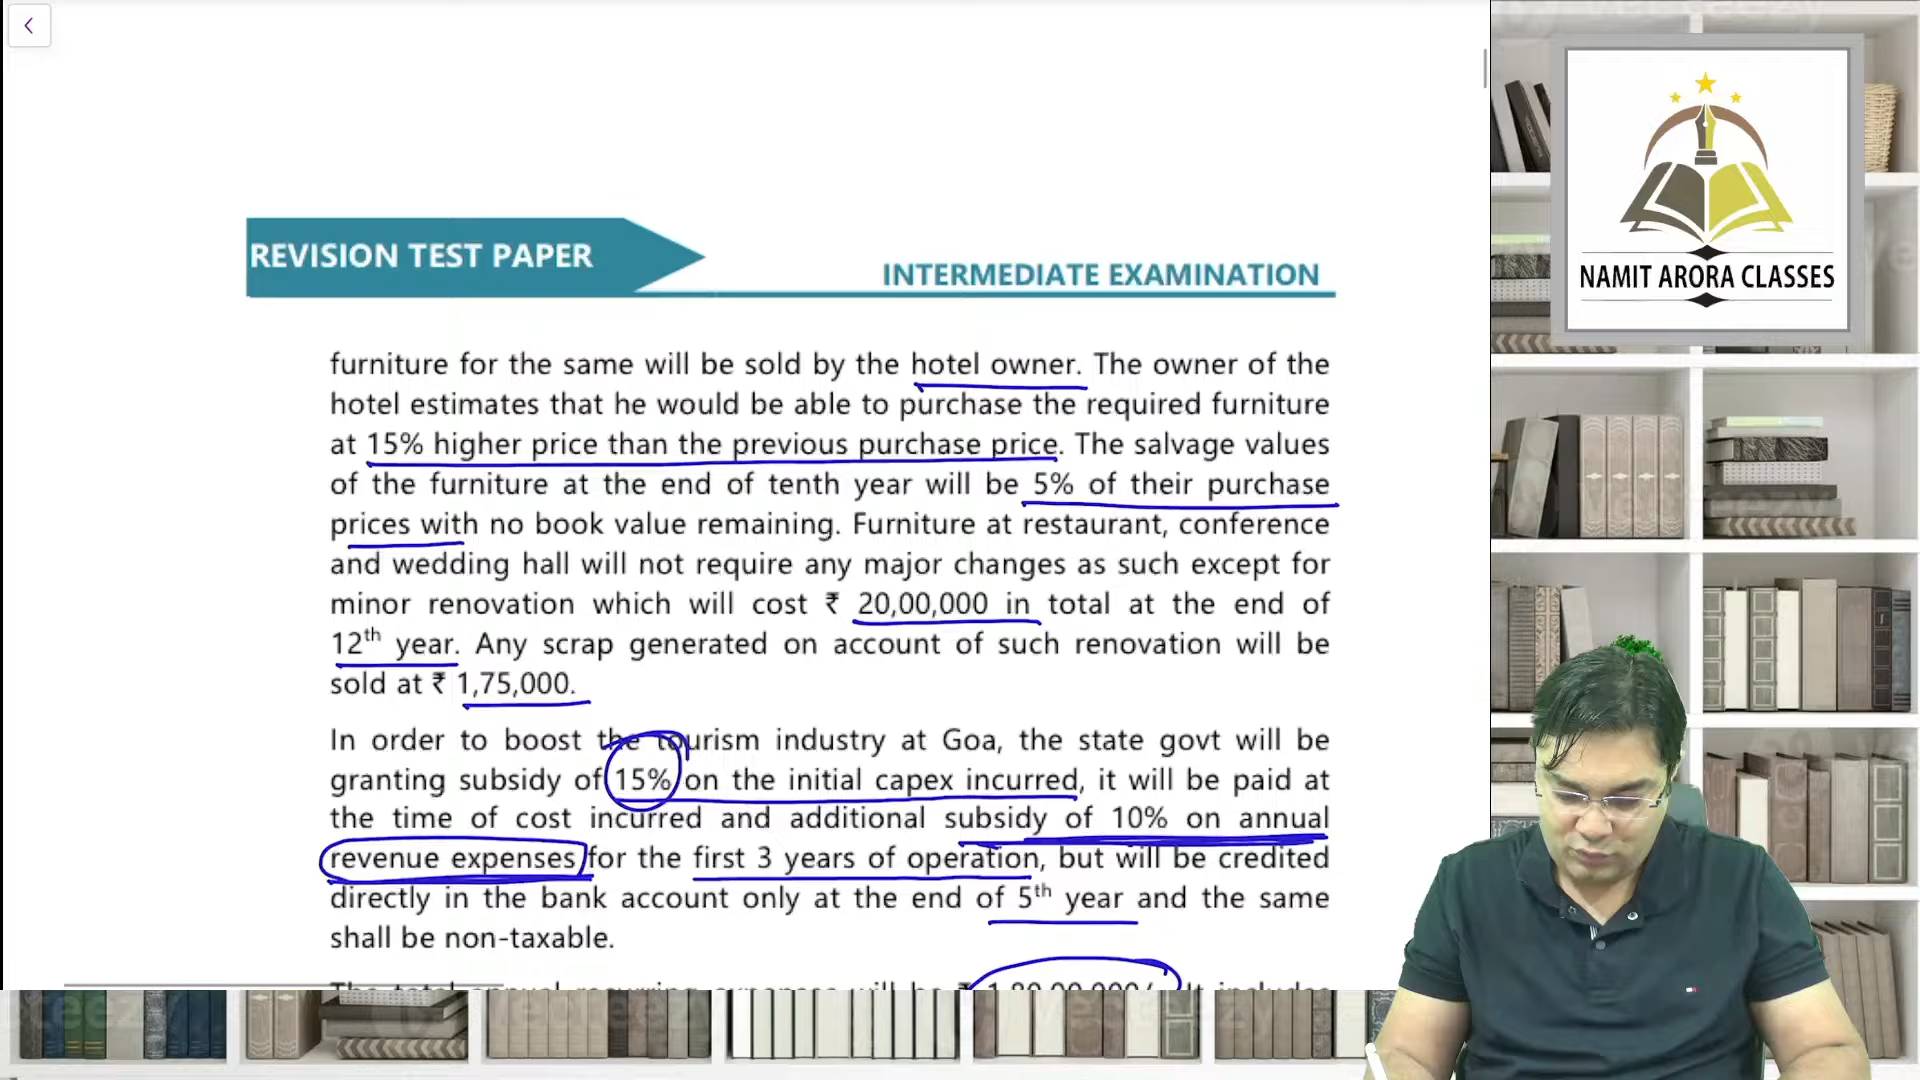 REVISION TEST PAPER
INTERMEDIATE EXAMINATION
NAMIT ARORA CLASSES
furniture for the same will be sold by the hotel owner. The owner of the
hotel estimates that he would be able to purchase the required furniture
at 15% higher price than the previous purchase price. The salvage values
of the furniture at the end of tenth year will be 5% of their purchase
prices with no book value remaining. Furniture at restaurant, conference
and wedding hall will not require any major changes as such except for
minor renovation which will cost ₹ 20,00,000 in total at the end of
12th year. Any scrap generated on account of such renovation will be
sold at ₹ 1,75,000.
In order to boost the tourism industry at Goa, the state govt will be
granting subsidy of 15% on the initial capex incurred, it will be paid at
the time of cost incurred and additional subsidy of 10% on annual
revenue expenses for the first 3 years of operation, but will be credited
directly in the bank account only at the end of 5th year and the same
shall be non-taxable.